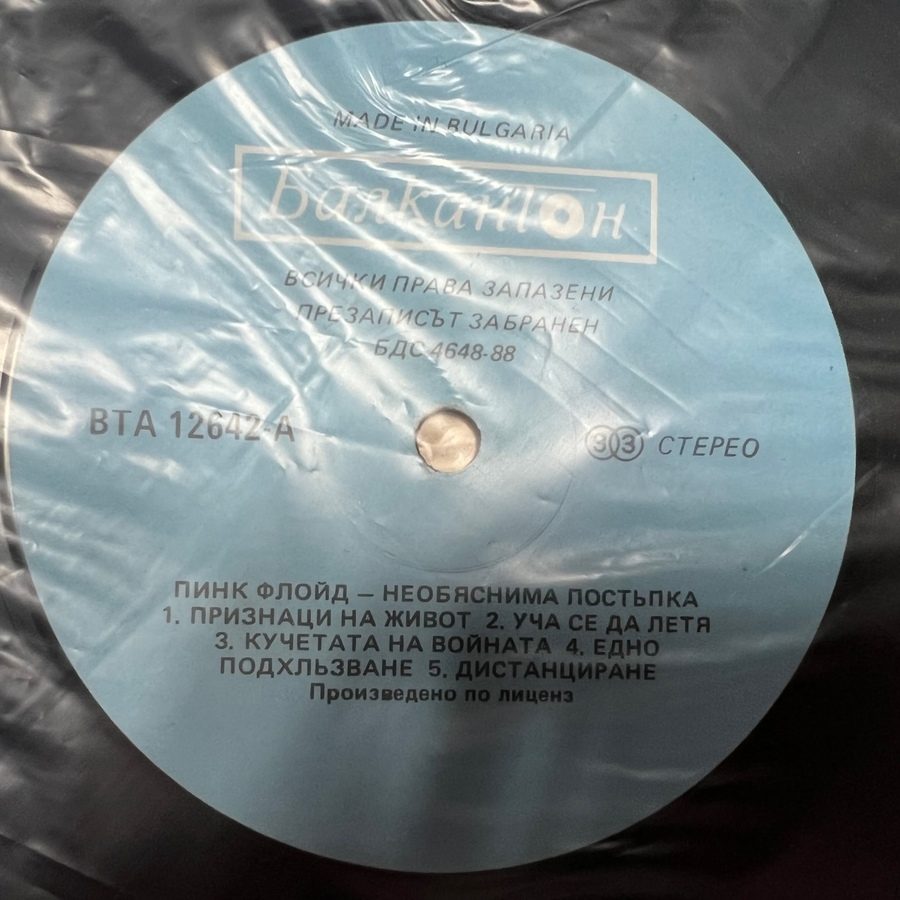 MADE IN BULGARIA
Балкантон
ВСИЧКИ ПРАВА ЗАПАЗЕНИ
ПРЕЗАПИСЪТ ЗАБРАНЕН
БДС 4648-88
ВТА 12642-А
33 СТЕРЕО
ПИНК ФЛОЙД – НЕОБЯСНИМА ПОСТЬПКА
1. ПРИЗНАЦИ НА ЖИВОТ 2. УЧА СЕ ДА ЛЕТЯ
3. КУЧЕТАТА НА ВОЙНАТА 4. ЕДНО
ПОДХЛЬЗВАНЕ 5. ДИСТАНЦИРАНЕ
Произведено по лиценз